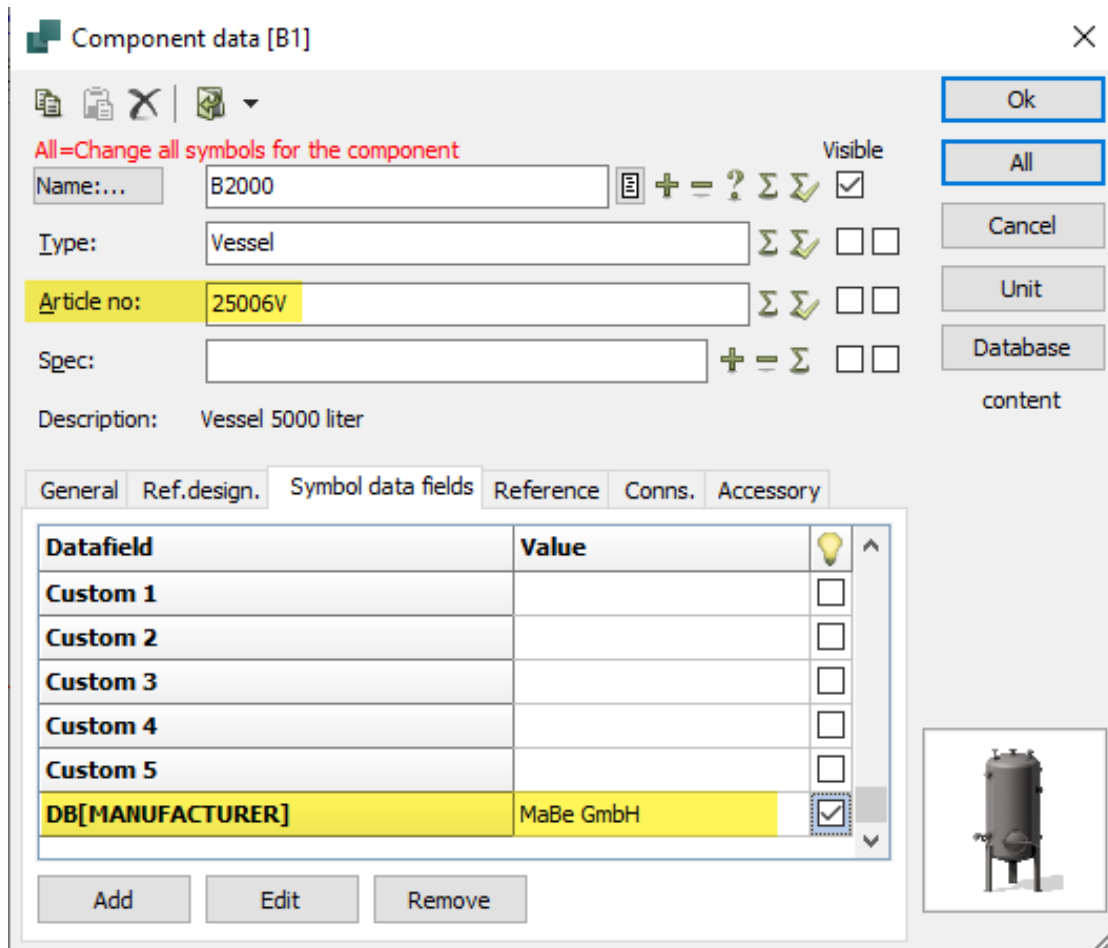 Component data [B1]
All=Change all symbols for the component
Visible
Name:...
B2000
Type:
Vessel
Article no:
25006V
Spec:
Description:
Vessel 5000 liter
Ok
All
Cancel
Unit
Database
content
General
Ref.design.
Symbol data fields
Reference
Conns.
Accessory
Datafield
Value
Custom 1
Custom 2
Custom 3
Custom 4
Custom 5
DB[MANUFACTURER]
MaBe GmbH
Add
Edit
Remove